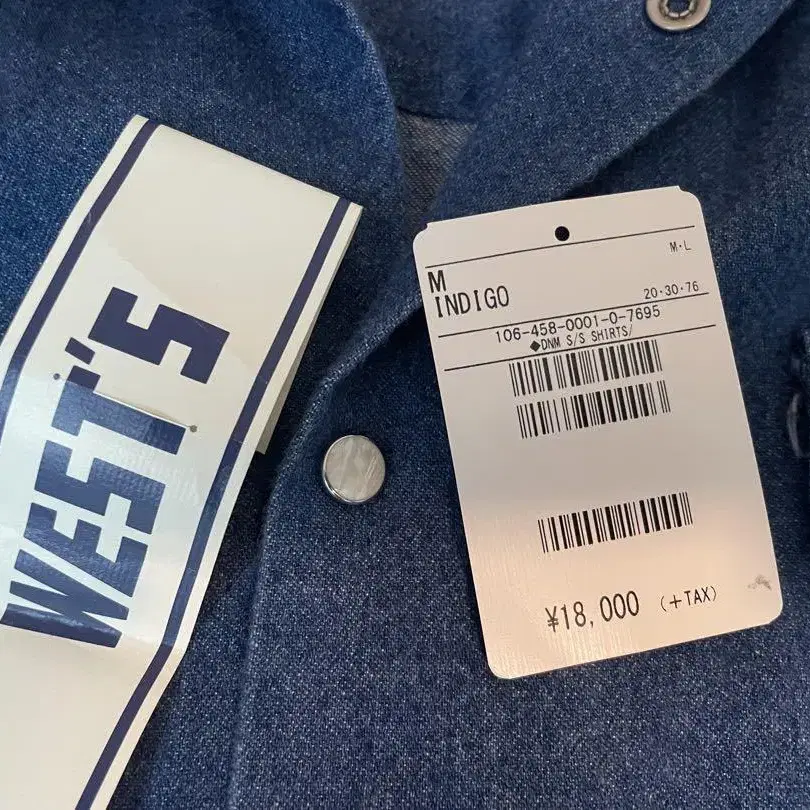 WEST'S
M·L
M
INDIGO
20·30·76
106-458-0001-0-7695
◆DNM S/S SHIRTS/
¥18,000 (+TAX)